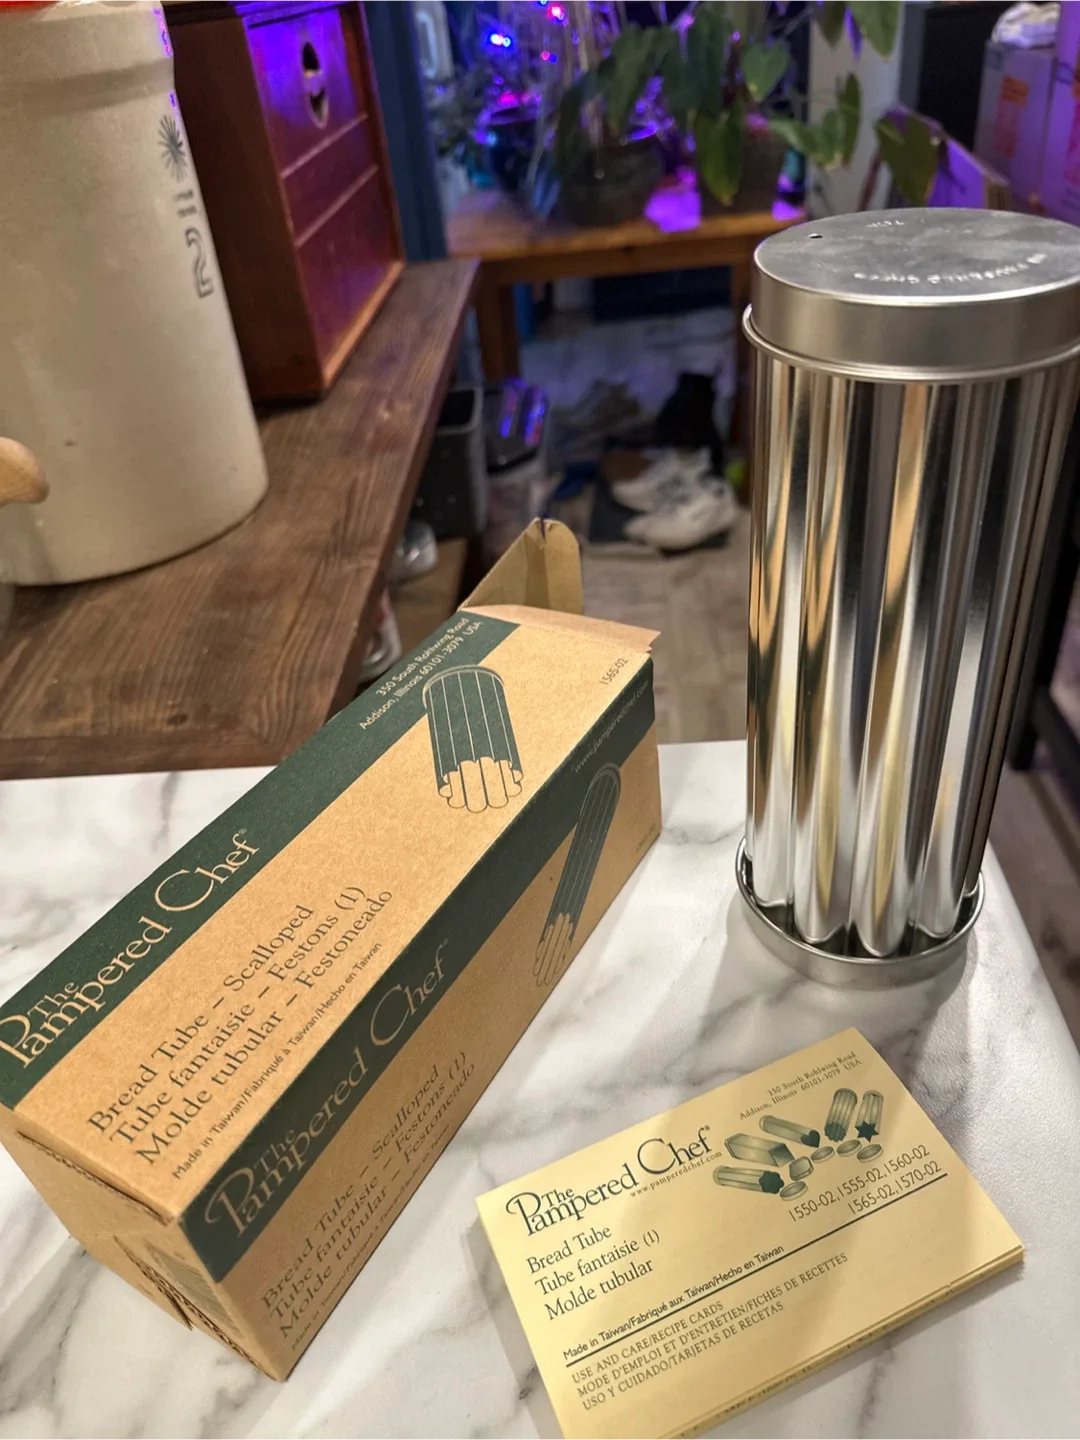 2
350 South Rohlwing Road
Addison, Illinois 60101-3079 USA
1565-02
The
Pampered Chef®
Bread Tube – Scalloped
Tube fantaisie – Festons (1)
Molde tubular – Festoneado
Made in Taiwan/Fabriqué à Taiwan/Hecho en Taiwan
www.pamperedchef.com
The
Pampered Chef®
Bread Tube – Scalloped
Tube fantaisie – Festons (1)
Molde tubular – Festoneado
350 South Rohlwing Road
Addison, Illinois 60101-3079 USA
The
Pampered Chef®
www.pamperedchef.com
1550-02, 1555-02, 1560-02
1565-02, 1570-02
Bread Tube
Tube fantaisie (1)
Molde tubular
Made in Taiwan/Fabriqué aux Taiwan/Hecho en Taiwan
USE AND CARE/RECIPE CARDS
MODE D'EMPLOI ET D'ENTRETIEN/FICHES DE RECETTES
USO Y CUIDADO/TARJETAS DE RECETAS